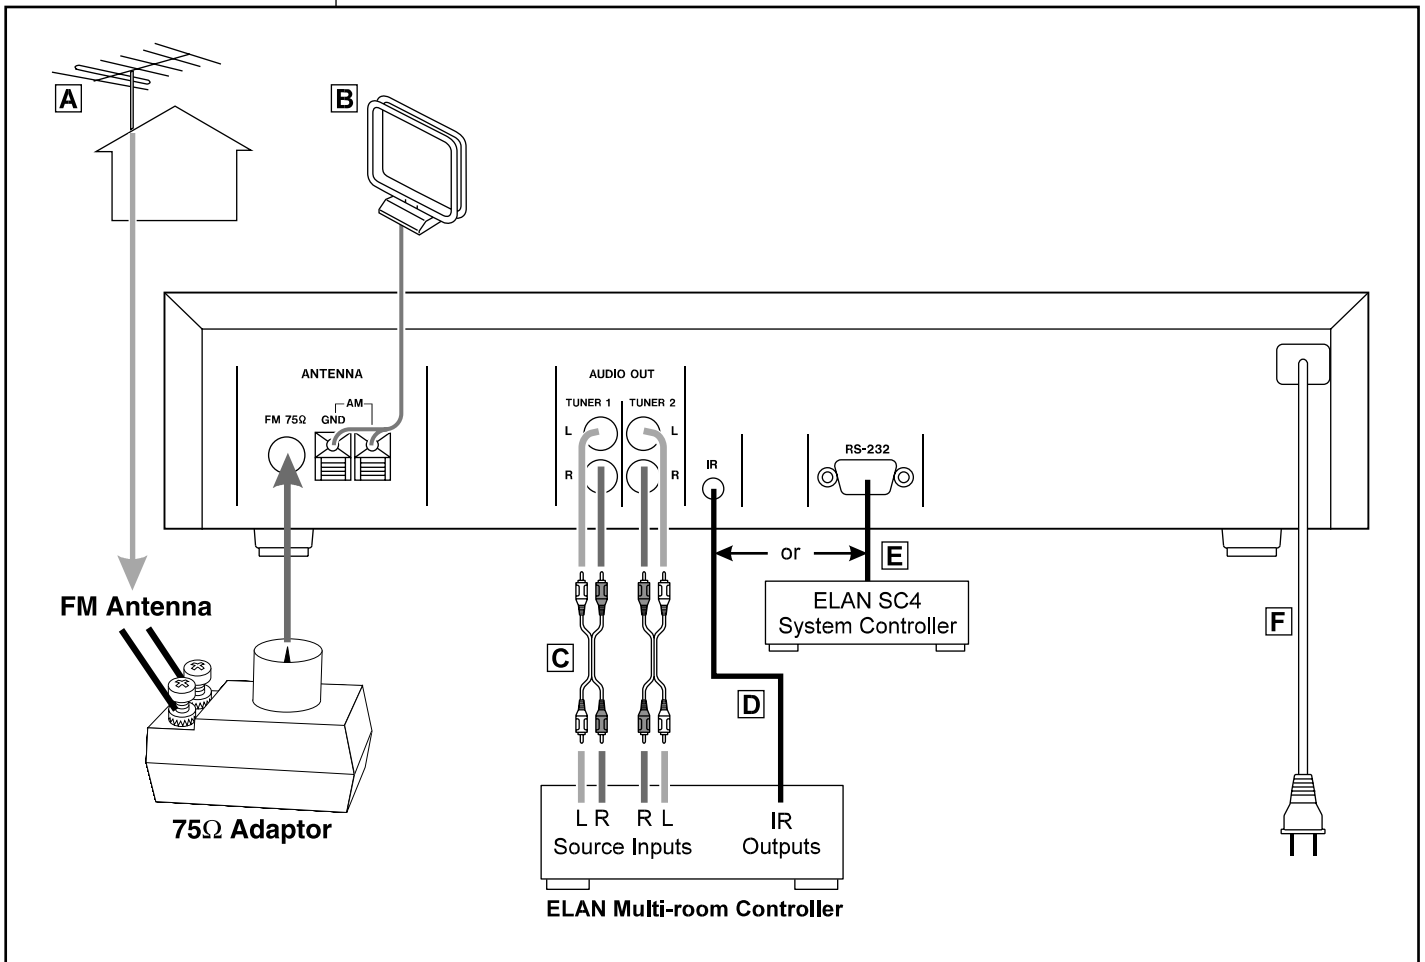 A
B
ANTENNA
FM 75Ω
GND
AM
AUDIO OUT
TUNER 1
TUNER 2
L
L
R
R
IR
RS-232
or
E
ELAN SC4
System Controller
F
FM Antenna
C
D
75Ω Adaptor
L R
R L
Source Inputs
IR
Outputs
ELAN Multi-room Controller